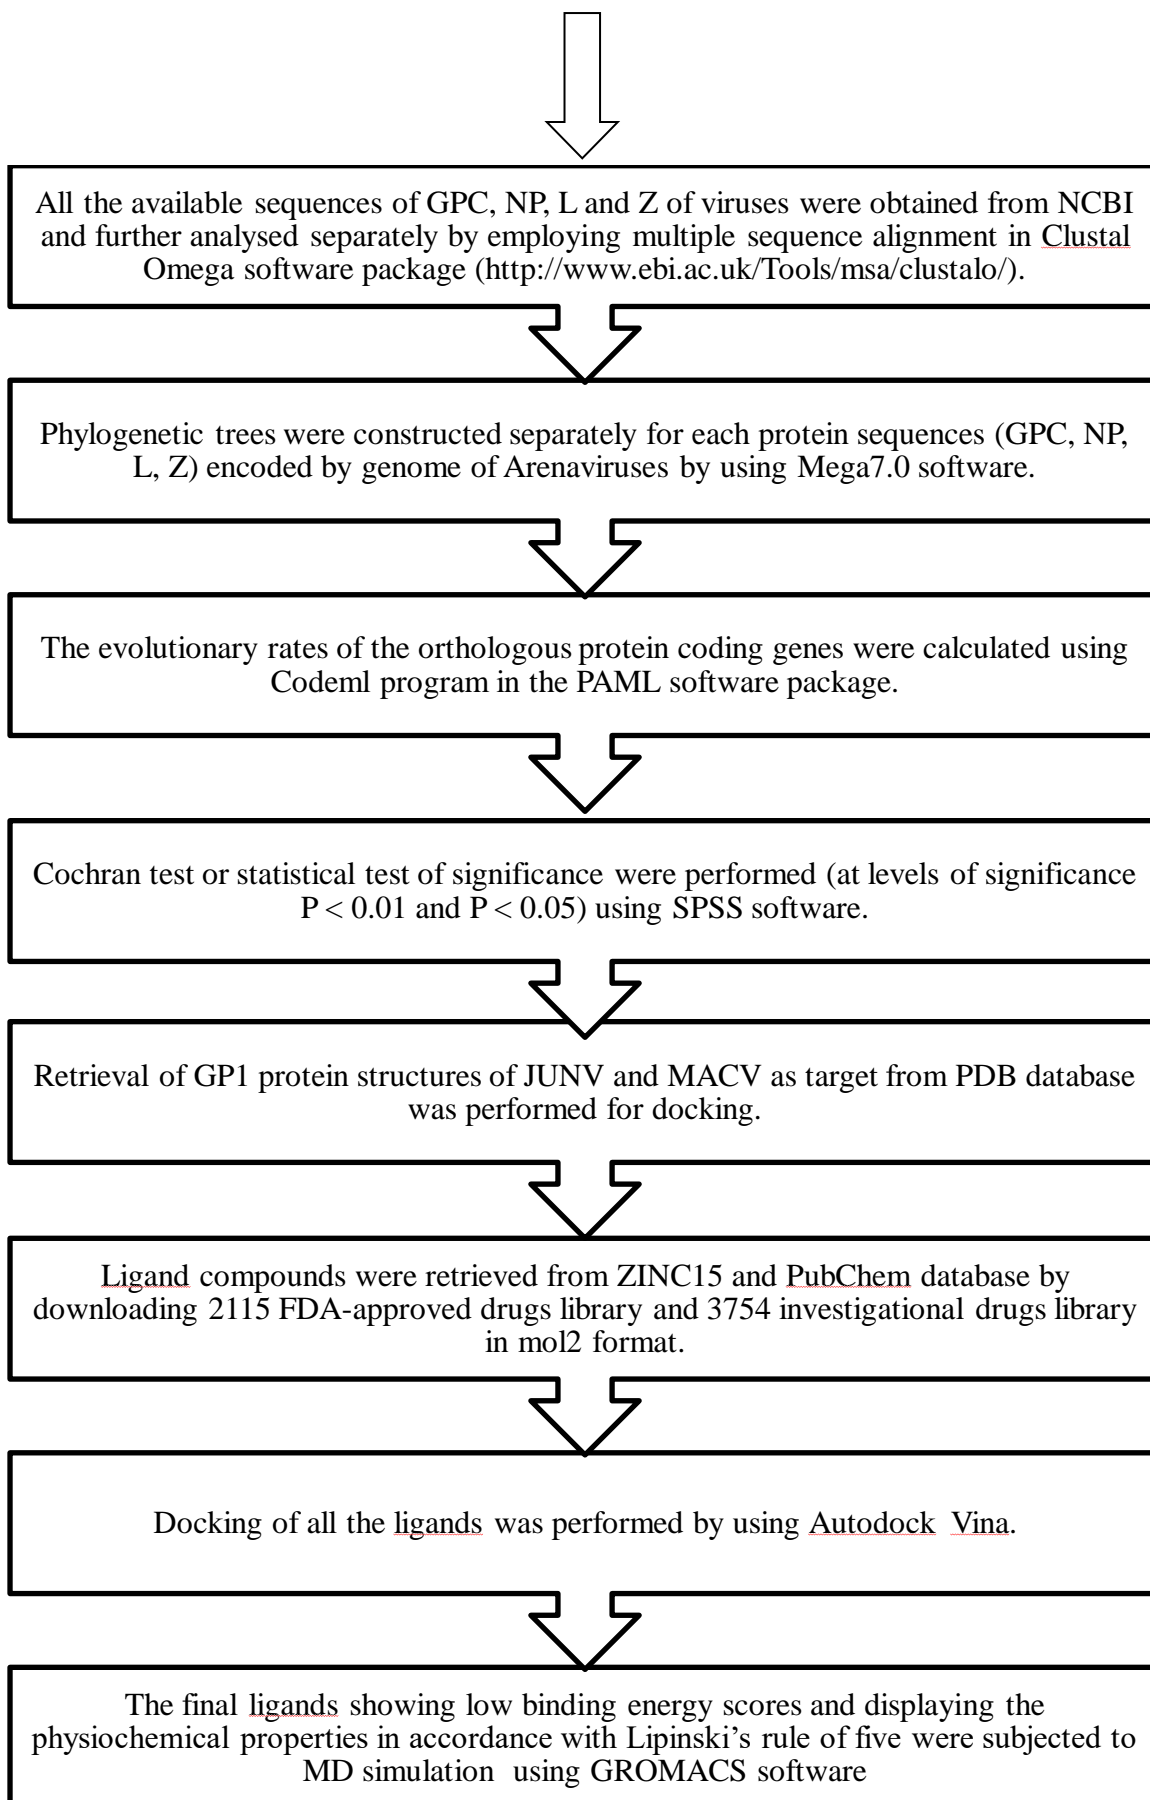 All the available sequences of GPC, NP, L and Z of viruses were obtained from NCBI
and further analysed separately by employing multiple sequence alignment in Clustal
Omega software package (http://www.ebi.ac.uk/Tools/msa/clustalo/).
Phylogenetic trees were constructed separately for each protein sequences (GPC, NP,
L, Z) encoded by genome of Arenaviruses by using Mega7.0 software.
The evolutionary rates of the orthologous protein coding genes were calculated using
Codeml program in the PAML software package.
Cochran test or statistical test of significance were performed (at levels of significance
P < 0.01 and P < 0.05) using SPSS software.
Retrieval of GP1 protein structures of JUNV and MACV as target from PDB database
was performed for docking.
Ligand compounds were retrieved from ZINC15 and PubChem database by
downloading 2115 FDA-approved drugs library and 3754 investigational drugs library
in mol2 format.
Docking of all the ligands was performed by using Autodock Vina.
The final ligands showing low binding energy scores and displaying the
physiochemical properties in accordance with Lipinski’s rule of five were subjected to
MD simulation using GROMACS software